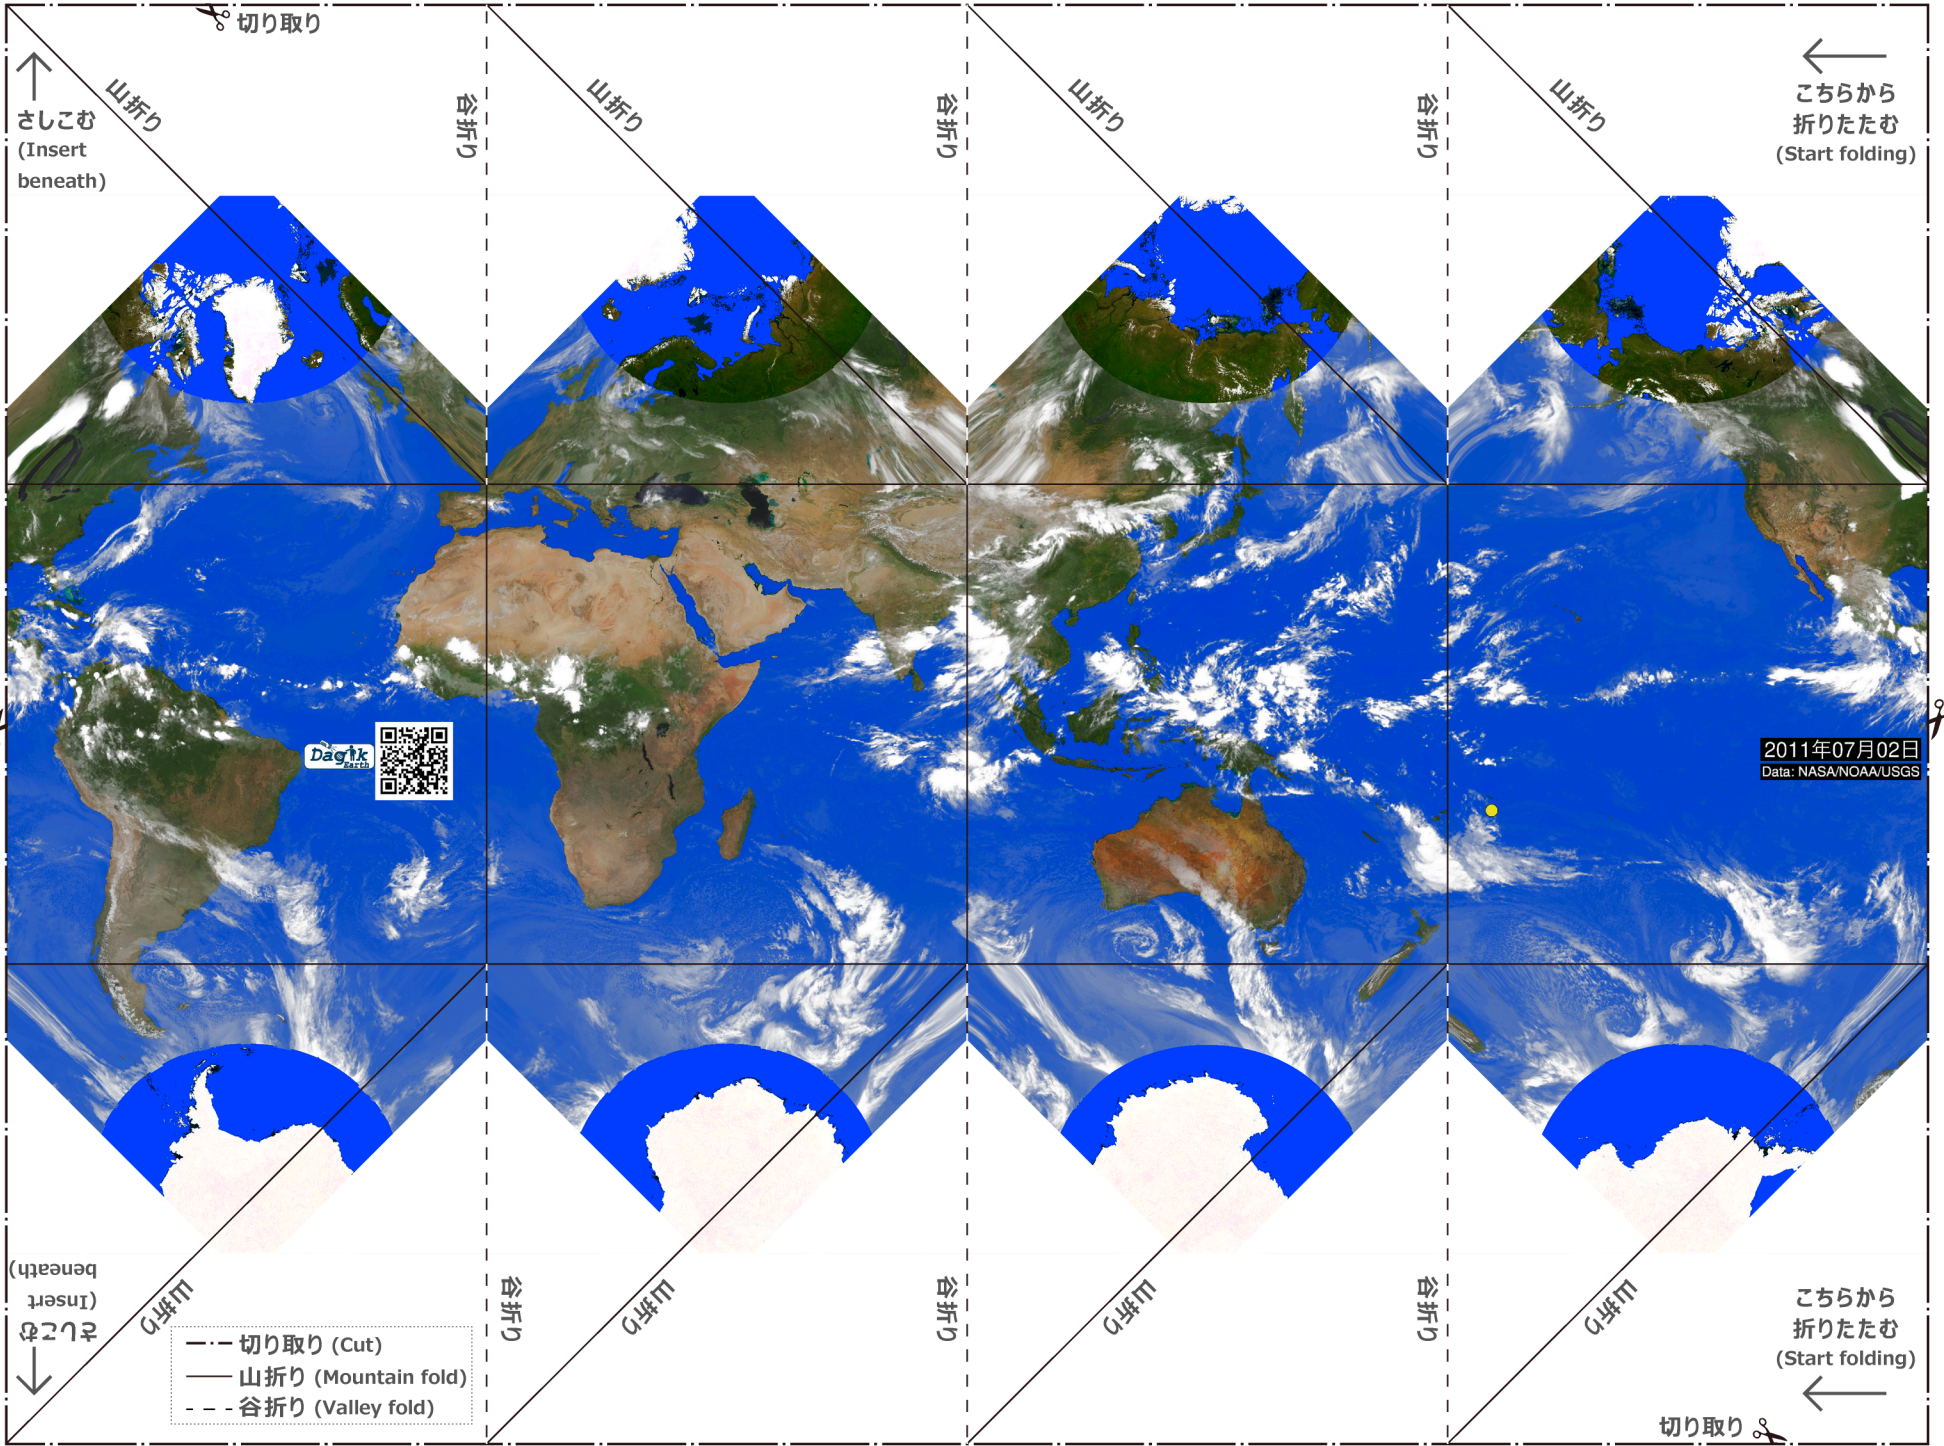 切り取り
山折り
谷折り
山折り
谷折り
山折り
谷折り
山折り
こちらから
折りたたむ
(Start folding)
さしこむ
(Insert
beneath)
Dagik
Earth
2011年07月02日
Data: NASA/NOAA/USGS
さしこむ
(Insert
beneath)
山折り
谷折り
山折り
谷折り
山折り
谷折り
山折り
こちらから
折りたたむ
(Start folding)
切り取り (Cut)
山折り (Mountain fold)
谷折り (Valley fold)
切り取り